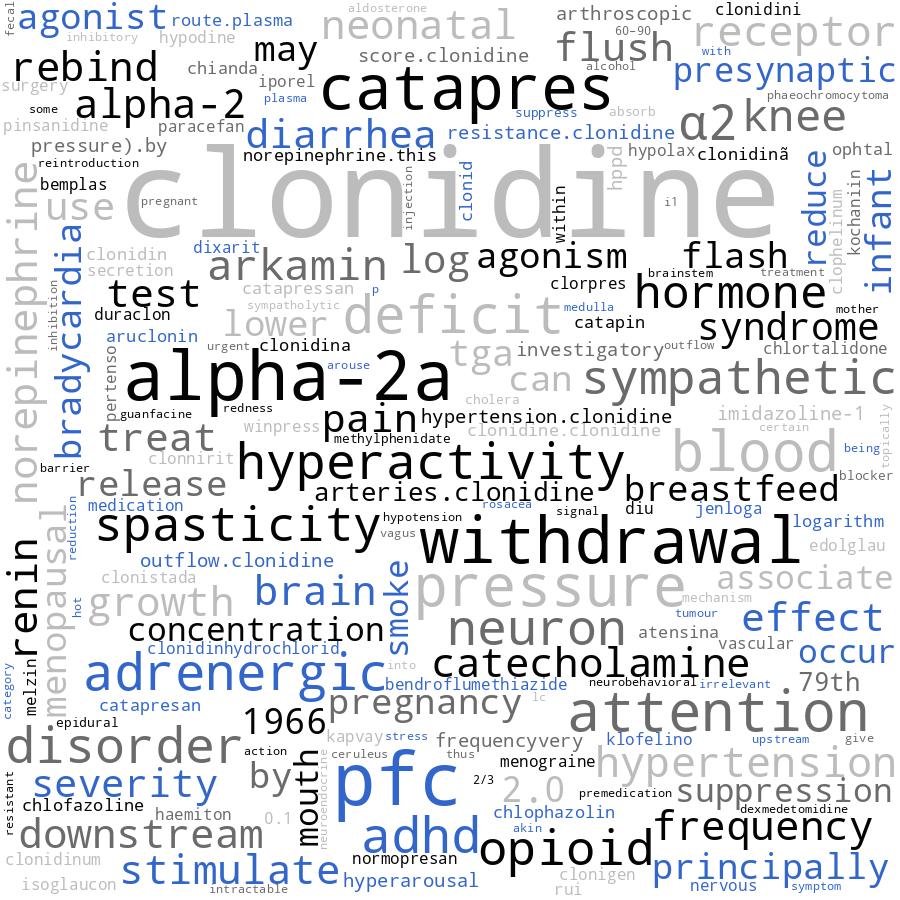 fecal
agonist
route.plasma
aldosterone
inhibitory
hypodine
neonatal
arthroscopic
60-90
clonidini
receptor
flush
rebind
may
score.clonidine
chianda
iporel
alcohol
with
presynaptic
surgery
some
alpha-2
plasma
catapres
suppress
absorb
phaeochromocytoma
α2
knee
pinsanidine
paracefan
diarrhea
resistance.clonidine
pressure).by
reintroduction
norepinephrine.this
hppd
hypolax
clonidinã
ophtal
bemplas
use
pregnant
clonidine
injection
clonid
within
i1
reduce
clophelinum
kochaniin
infant
norepinephrine
bradycardia
clonidin
secretion
dixarit
arkamin
log
agonism
flash
brainstem
treatment
inhibition
test
catapressan
p
clorpres
hormone
sympatholytic
medulla
mother
duraclon
lower
deficit
catapin
syndrome
aruclonin
urgent
clonidina
tga
investigatory
outflow
chlortalidone
pertenso
alpha-2a
arouse
can
sympathetic
cholera
guanfacine
redness
pain
hypertension.clonidine
imidazoline-1
certain
topically
treat
winpress
methylphenidate
clonidine.clonidine
blood
being
barrier
clonnirit
hyperactivity
blocker
release
arteries.clonidine
breastfeed
reduction
medication
rosacea
signal
diu
jenloga
logarithm
menopausal
spasticity
hypotension
vagus
withdrawal
edolglau
renin
outflow.clonidine
clonistada
brain
smoke
pressure
associate
hot
growth
mechanism
tumour
effect
concentration
neuron
atensina
vascular
occur
clonidinhydrochlorid
catecholamine
category
melzin
adrenergic
into
bendroflumethiazide
neurobehavioral
irrelevant
79th
catapresan
pregnancy
lc
attention
epidural
1966
kapvay
stress
frequencyvery
klofelino
upstream
give
disorder
action
ceruleus
thus
menograine
hypertension
resistant
severity
by
mouth
neuroendocrine
pfc
2/3
2.0
premedication
suppression
chlofazoline
haemiton
0.1
chlophazolin
dexmedetomidine
downstream
adhd
akin
frequency
clonidinum
stimulate
normopresan
opioid
principally
isoglaucon
intractable
hyperarousal
clonigen
rui
nervous
symptom